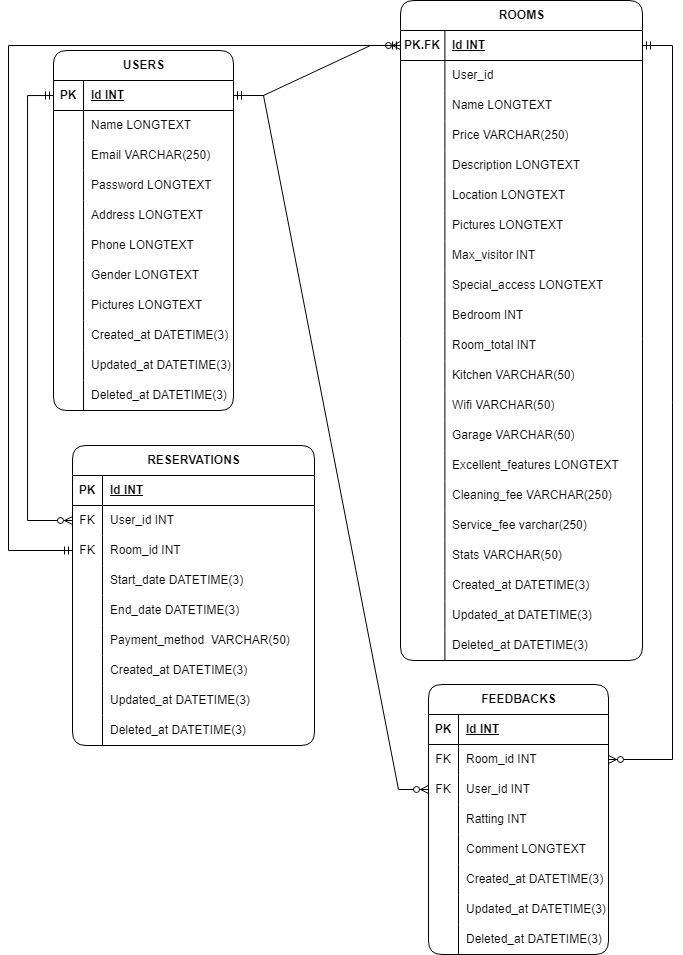 ROOMS
PK.FK Id INT
User_id
Name LONGTEXT
Price VARCHAR(250)
Description LONGTEXT
Location LONGTEXT
Pictures LONGTEXT
Max_visitor INT
Special_access LONGTEXT
Bedroom INT
Room_total INT
Kitchen VARCHAR(50)
Wifi VARCHAR(50)
Garage VARCHAR(50)
Excellent_features LONGTEXT
Cleaning_fee VARCHAR(250)
Service_fee varchar(250)
Stats VARCHAR(50)
Created_at DATETIME(3)
Updated_at DATETIME(3)
Deleted_at DATETIME(3)
USERS
PK Id INT
Name LONGTEXT
Email VARCHAR(250)
Password LONGTEXT
Address LONGTEXT
Phone LONGTEXT
Gender LONGTEXT
Pictures LONGTEXT
Created_at DATETIME(3)
Updated_at DATETIME(3)
Deleted_at DATETIME(3)
RESERVATIONS
PK Id INT
FK User_id INT
FK Room_id INT
Start_date DATETIME(3)
End_date DATETIME(3)
Payment_method VARCHAR(50)
Created_at DATETIME(3)
Updated_at DATETIME(3)
Deleted_at DATETIME(3)
FEEDBACKS
PK Id INT
FK Room_id INT
FK User_id INT
Ratting INT
Comment LONGTEXT
Created_at DATETIME(3)
Updated_at DATETIME(3)
Deleted_at DATETIME(3)